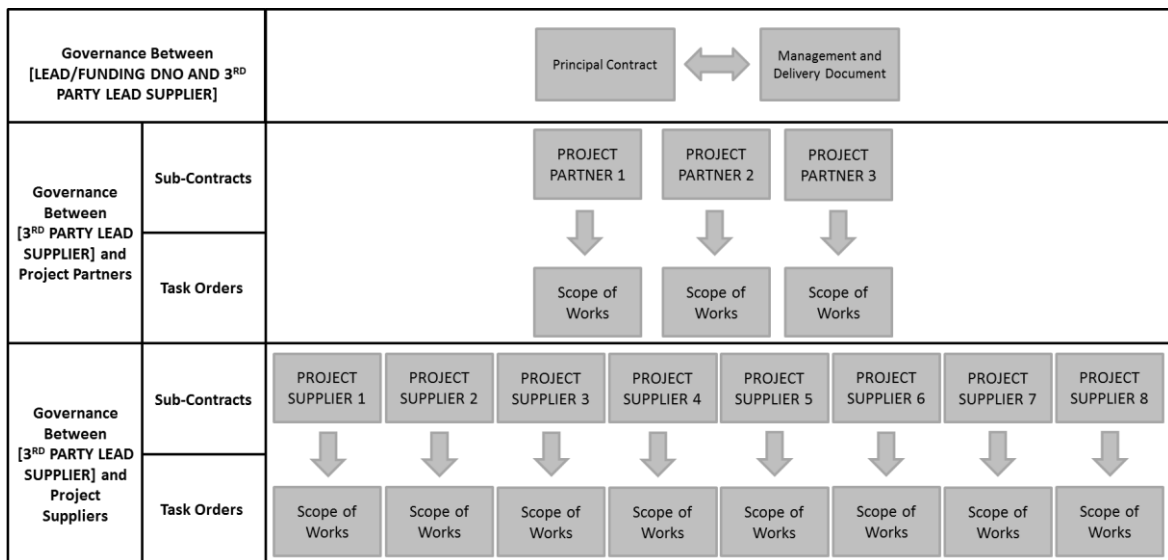 Governance Between
[LEAD/FUNDING DNO AND 3RD
PARTY LEAD SUPPLIER]
Principal Contract
Management and
Delivery Document
Governance
Between
[3RD PARTY LEAD
SUPPLIER] and
Project Partners
Sub-Contracts
PROJECT
PARTNER 1
PROJECT
PARTNER 2
PROJECT
PARTNER 3
Task Orders
Scope of
Works
Scope of
Works
Scope of
Works
Governance
Between
[3RD PARTY LEAD
SUPPLIER] and
Project
Suppliers
Sub-Contracts
PROJECT
SUPPLIER 1
PROJECT
SUPPLIER 2
PROJECT
SUPPLIER 3
PROJECT
SUPPLIER 4
PROJECT
SUPPLIER 5
PROJECT
SUPPLIER 6
PROJECT
SUPPLIER 7
PROJECT
SUPPLIER 8
Task Orders
Scope of
Works
Scope of
Works
Scope of
Works
Scope of
Works
Scope of
Works
Scope of
Works
Scope of
Works
Scope of
Works